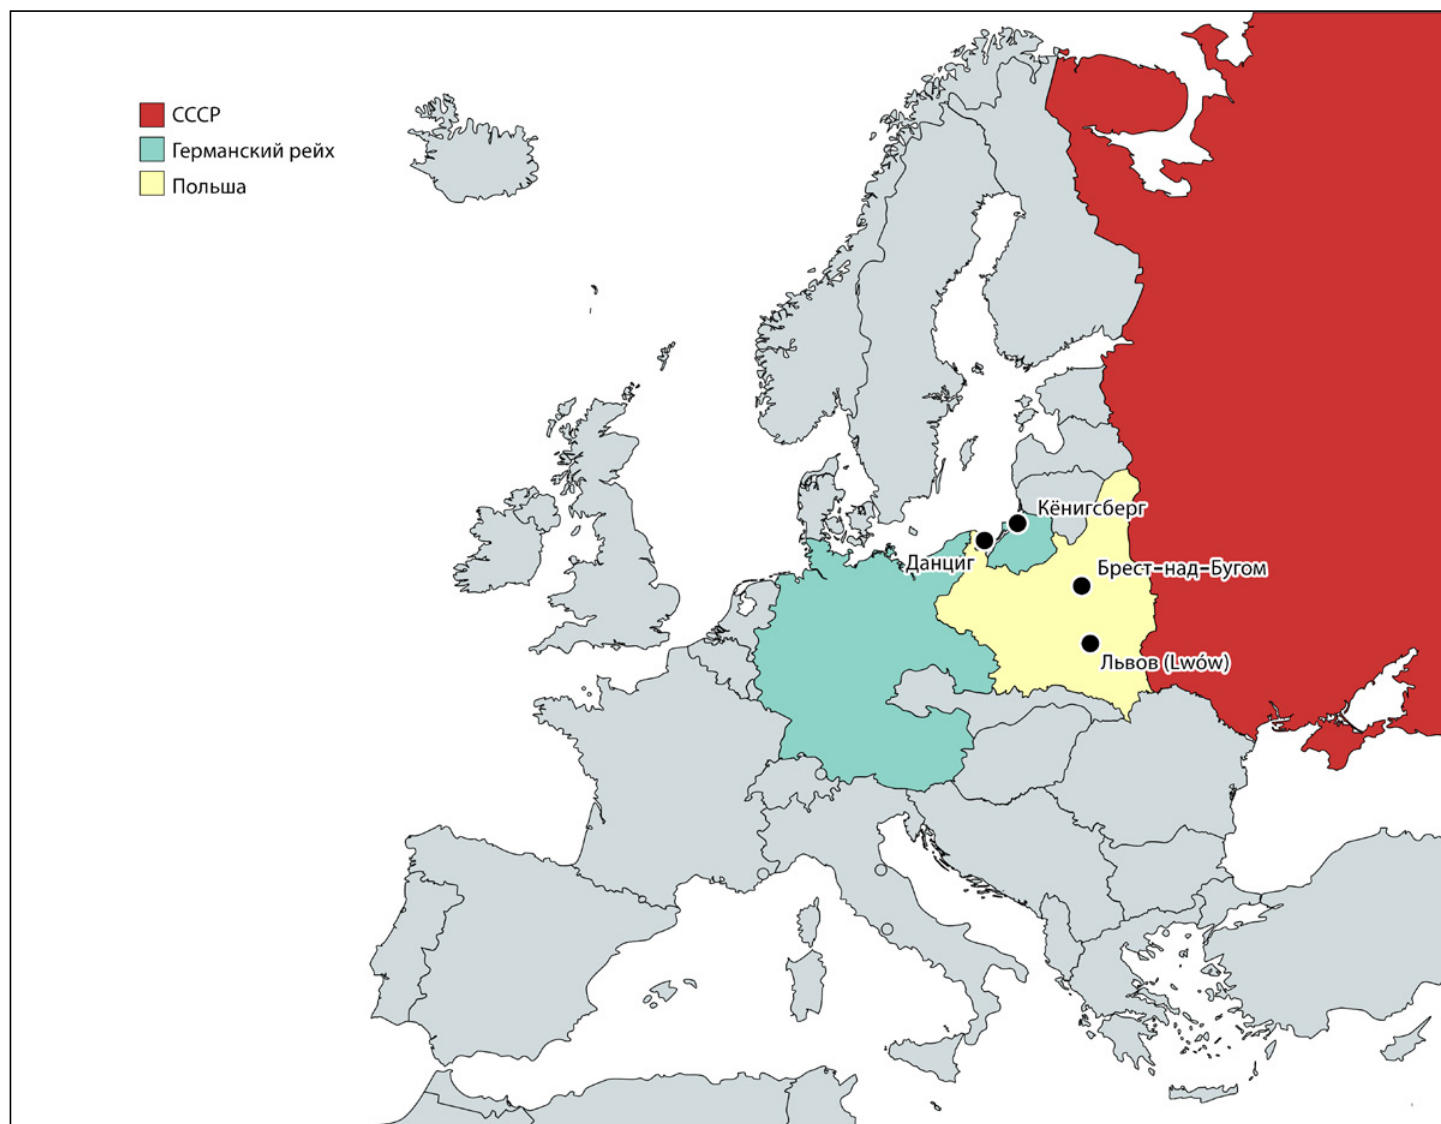 СССР
Германский рейх
Польша
Кёнигсберг
Данциг
Брест-над-Бугом
Львов (Lwów)